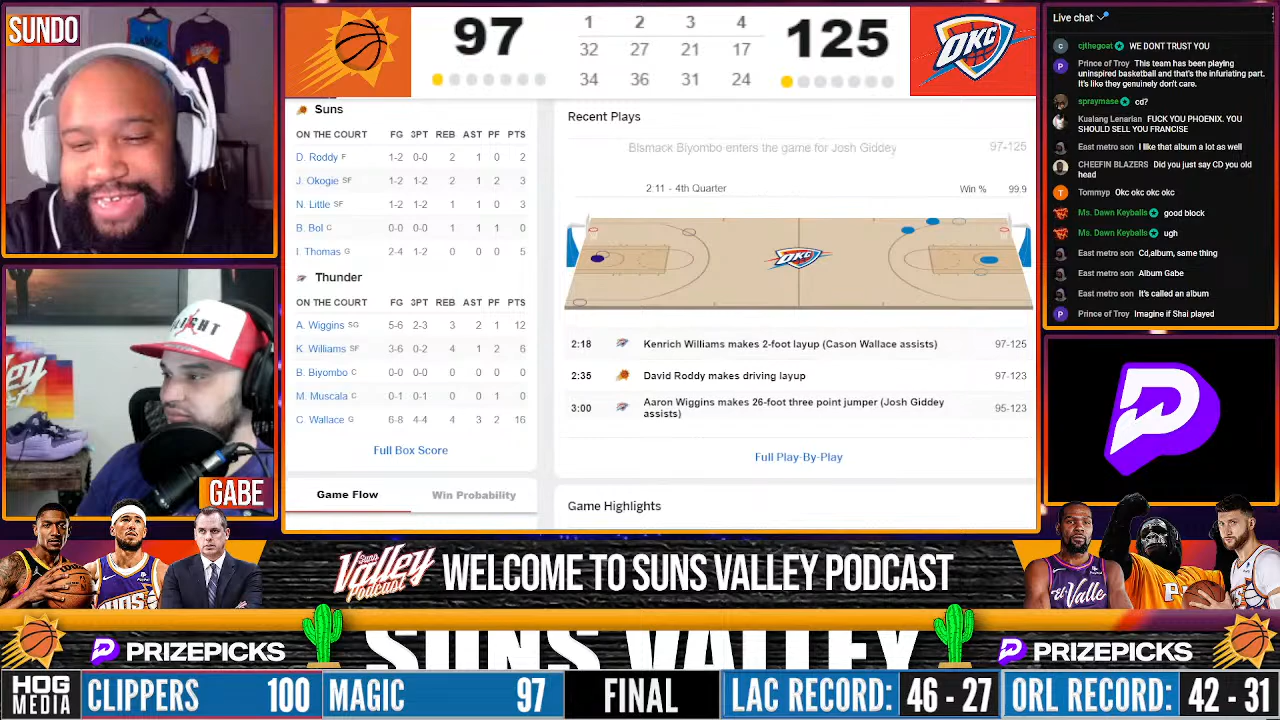 SUNDO
97
1 2 3 4
32 27 21 17
34 36 31 24
125
OKC
Suns
ON THE COURT FG 3PT REB AST PF PTS
D. Roddy F 1-2 0-0 2 1 0 2
J. Okogie SF 1-2 1-2 2 1 2 3
N. Little SF 1-2 1-2 1 1 0 3
B. Bol C 0-0 0-0 1 1 1 0
I. Thomas G 2-4 1-2 0 0 0 5
Thunder
ON THE COURT FG 3PT REB AST PF PTS
A. Wiggins SG 5-6 2-3 3 2 1 12
K. Williams SF 3-6 0-2 4 1 2 6
B. Biyombo C 0-0 0-0 0 0 0 0
M. Muscala C 0-1 0-1 0 0 1 0
C. Wallace G 6-8 4-4 4 3 2 16
Full Box Score
Game Flow
Win Probability
Recent Plays
Bismack Biyombo enters the game for Josh Giddey 97-125
2:11 - 4th Quarter
Win % 99.9
OKC
2:18 Kenrich Williams makes 2-foot layup (Cason Wallace assists) 97-125
2:35 David Roddy makes driving layup 97-123
3:00 Aaron Wiggins makes 26-foot three point jumper (Josh Giddey
assists) 95-123
Full Play-By-Play
Game Highlights
Live chat
cjthegoat WE DONT TRUST YOU
Prince of Troy This team has been playing
uninspired basketball and that's the infuriating part.
It's like they genuinely don't care.
spraymase cd?
Kualang Lenarian FUCK YOU PHOENIX. YOU
SHOULD SELL YOU FRANCISE
East metro son I like that album a lot as well
CHEEFIN BLAZERS Did you just say CD you old
head
Tommyp Okc okc okc okc
Ms. Dawn Keyballs good block
Ms. Dawn Keyballs ugh
East metro son Cd,album, same thing
East metro son Album Gabe
East metro son It's called an album
Prince of Troy Imagine if Shai played
GABE
Suns
Valley
Podcast
WELCOME TO SUNS VALLEY PODCAST
PRIZEPICKS
SUNS VALLEY
PRIZEPICKS
HOG
MEDIA
CLIPPERS 100
MAGIC 97
FINAL
LAC RECORD: 46 - 27
ORL RECORD: 42 - 31